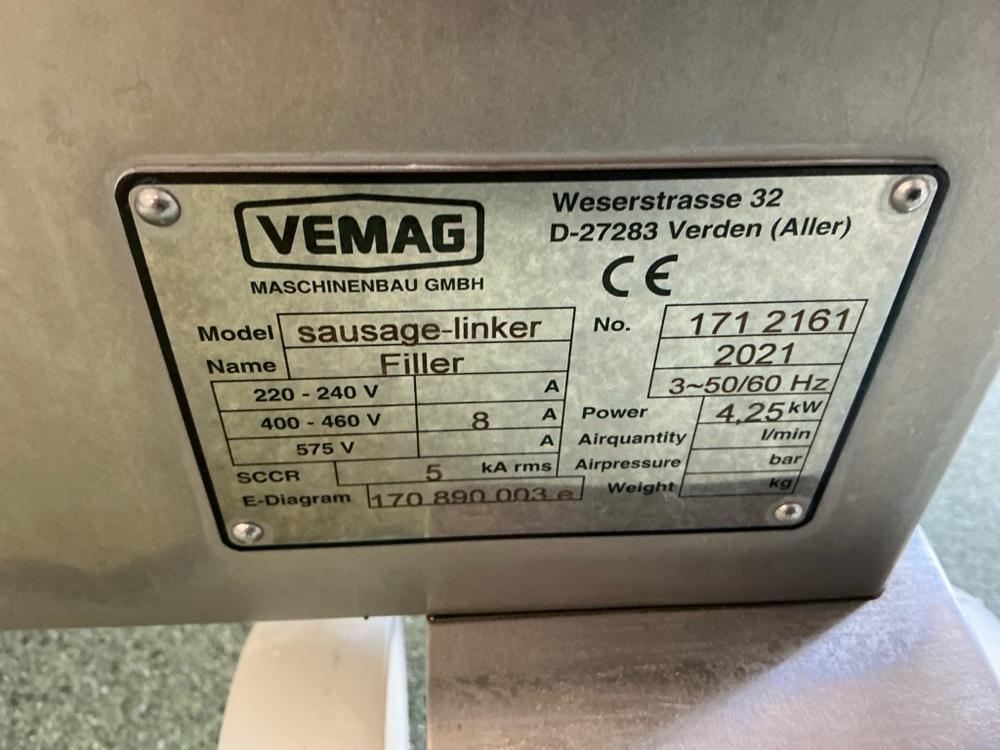 VEMAG
MASCHINENBAU GMBH
Weserstrasse 32
D-27283 Verden (Aller)
CE
Model sausage-linker
Name Filler
220 - 240 V A
400 - 460 V 8 A
575 V A
SCCR 5 kA rms
E-Diagram 170 890 003 e
No. 171 2161
2021
3~50/60 Hz
Power 4,25 kW
Airquantity l/min
Airpressure bar
Weight kg